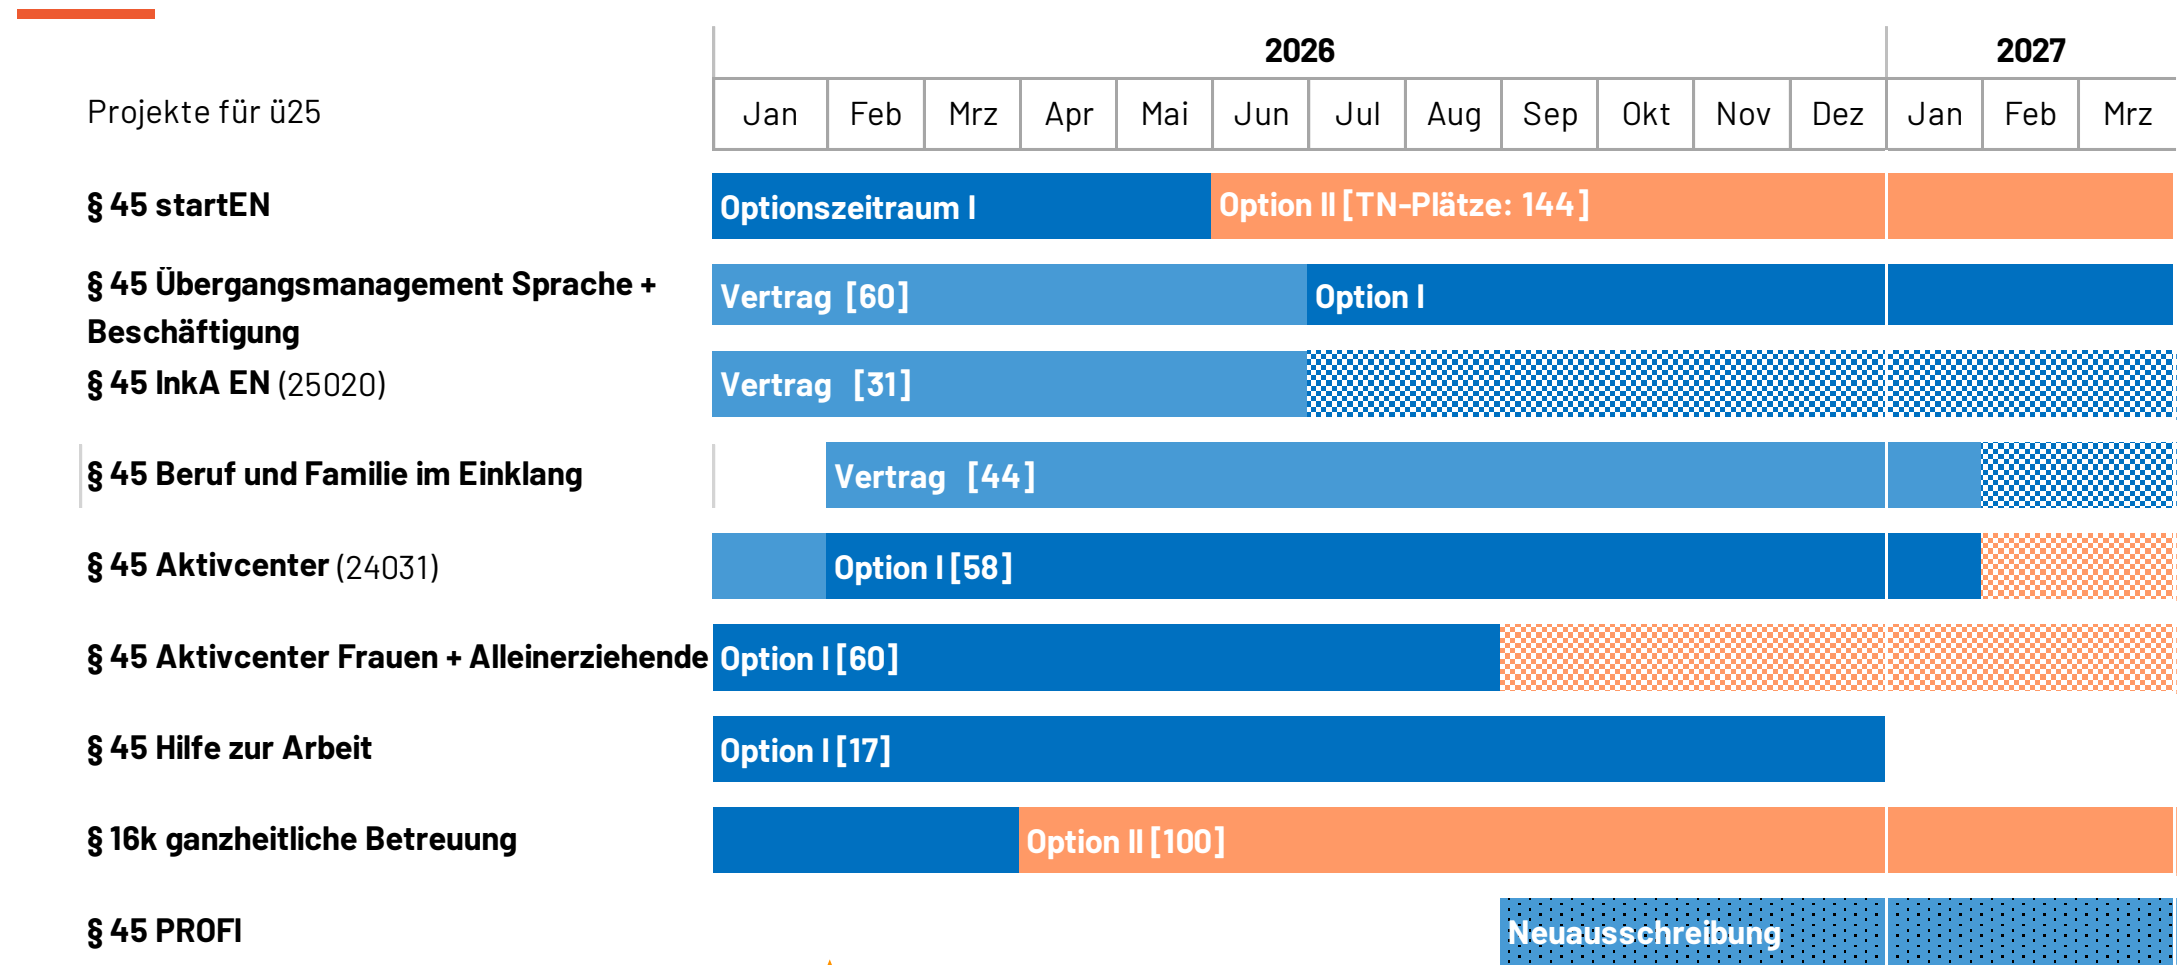 2026 2027
Projekte für ü25 Jan Feb Mrz Apr Mai Jun Jul Aug Sep Okt Nov Dez Jan Feb Mrz
§ 45 startEN Optionszeitraum I Option II [TN-Plätze: 144]
§ 45 Übergangsmanagement Sprache +
Beschäftigung Vertrag [60] Option I
§ 45 InkA EN (25020) Vertrag [31]
§ 45 Beruf und Familie im Einklang Vertrag [44]
§ 45 Aktivcenter (24031) Option I [58]
§ 45 Aktivcenter Frauen + Alleinerziehende Option I [60]
§ 45 Hilfe zur Arbeit Option I [17]
§ 16k ganzheitliche Betreuung Option II [100]
§ 45 PROFI Neuausschreibung